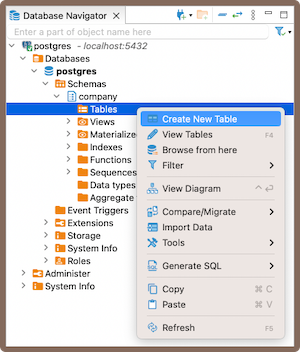 Database Navigator
Enter a part of object name here
postgres - localhost:5432
Databases
postgres
Schemas
company
Tables
Views
Materialize
Indexes
Functions
Sequences
Data types
Aggregate
Event Triggers
Extensions
Storage
System Info
Roles
Administer
System Info
Create New Table
View Tables F4
Browse from here
Filter
View Diagram
Compare/Migrate
Import Data
Tools
Generate SQL
Copy ⌘ C
Paste ⌘ V
Refresh F5